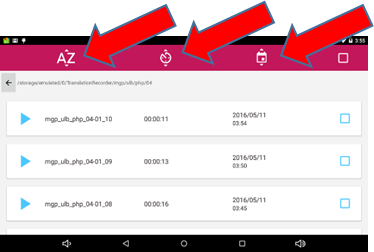 3:55
AZ
/storage/emulated/0/TranslationRecorder/mgp/ulb/php/04
mgp_ulb_php_04-01_10 00:00:11 2016/05/11
03:54
mgp_ulb_php_04-01_09 00:00:13 2016/05/11
03:50
mgp_ulb_php_04-01_08 00:00:16 2016/05/11
03:45